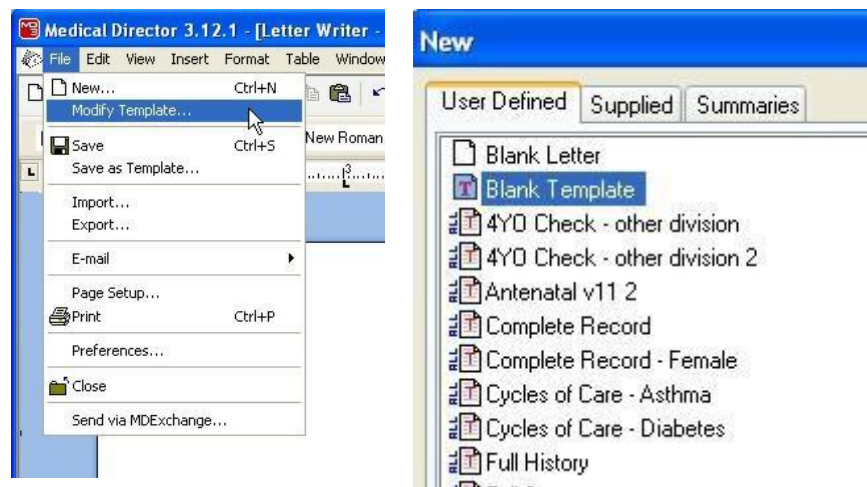 Medical Director 3.12.1 - [Letter Writer -
File Edit View Insert Format Table Window
New... Ctrl+N
Modify Template...
New Roman
Save Ctrl+S
Save as Template...
3
Import...
Export...
E-mail
Page Setup...
Print Ctrl+P
Preferences...
Close
Send via MDExchange...
New
User Defined Supplied Summaries
Blank Letter
Blank Template
4YO Check - other division
4YO Check - other division 2
Antenatal v11 2
Complete Record
Complete Record - Female
Cycles of Care - Asthma
Cycles of Care - Diabetes
Full History